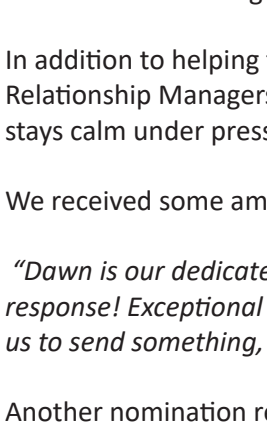 In addition to helping
Relationship Managers
stays calm under press
We received some am
“Dawn is our dedicate
response! Exceptional
us to send something,
Another nomination re